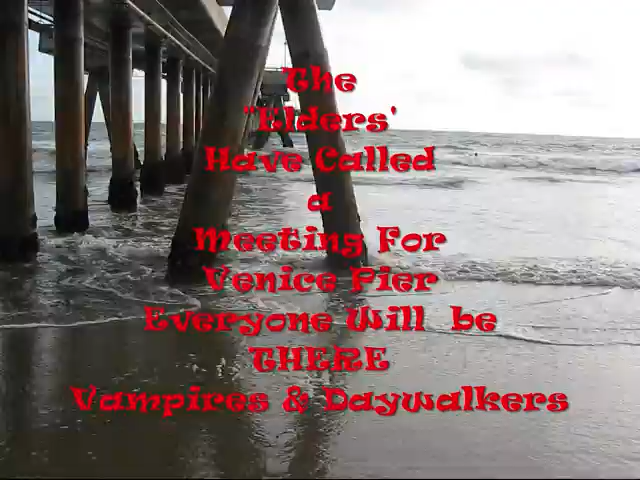 The
"Elders'
Have Called
a
Meeting For
Venice Pier
Everyone Will be
THERE
Vampires & Daywalkers